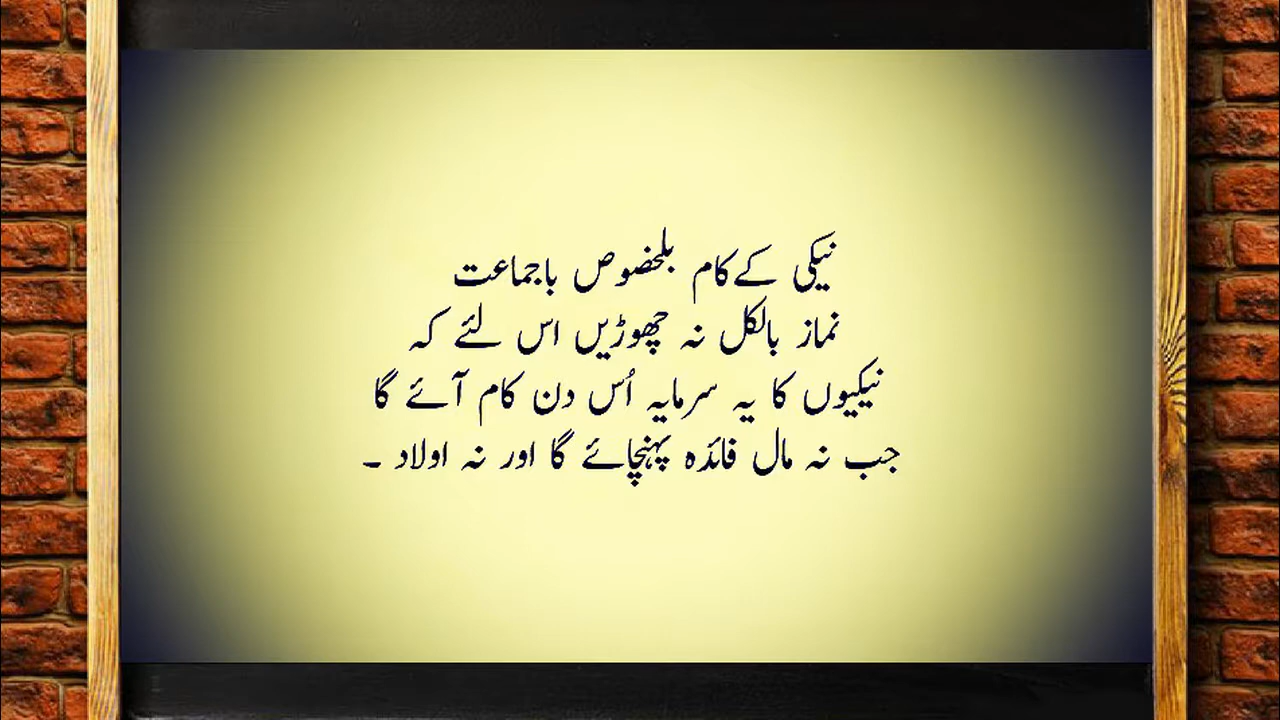 نیکی کے کام بلخصوص باجماعت
نماز بالکل نہ چھوڑیں اس لئے کہ
نیکیوں کا یہ سرمایہ اُس دن کام آئے گا
جب نہ مال فائدہ پہنچائے گا اور نہ اولاد ۔